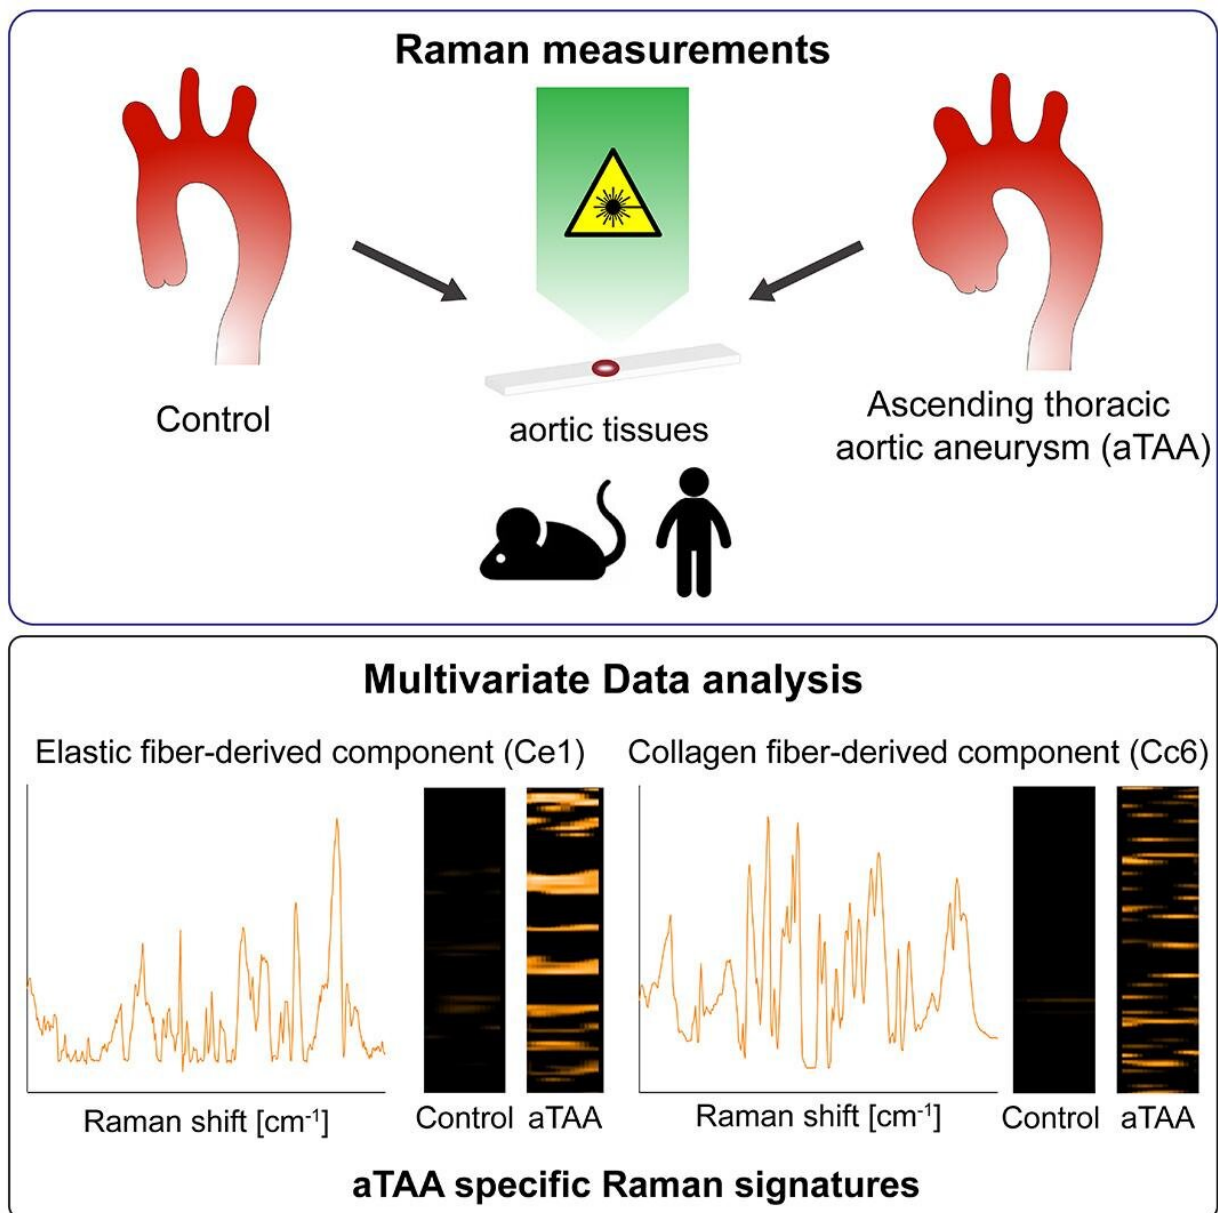 Raman measurements
Control
aortic tissues
Ascending thoracic
aortic aneurysm (aTAA)
Multivariate Data analysis
Elastic fiber-derived component (Ce1)
Collagen fiber-derived component (Cc6)
Raman shift [cm⁻¹]
Control
aTAA
Raman shift [cm⁻¹]
Control
aTAA
aTAA specific Raman signatures